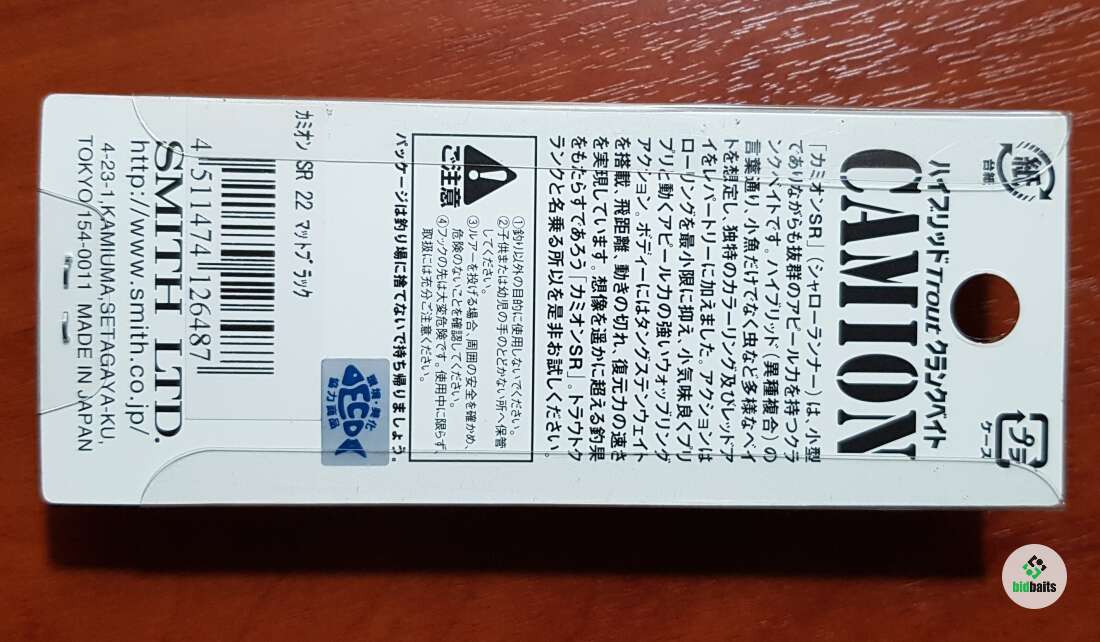 紙
台紙
プラ
ケース
ハイブリッドTroutクランクベイト
CAMION
「カミオンSR」(シャローランナー)は、小型
でありながらも抜群のアピール力を持つクラ
ンクベイトです。ハイブリッド(異種複合)の
言葉通り、小魚だけでなく虫など多様なベイ
トを想定し、独特のカラーリング及びレッドア
イをレパートリーに加えました。アクションは
ローリングを最小限に抑え、小気味良くプリ
プリと動くアピール力の強いウォップリング
アクション。ボディーにはタングステンウェイト
を搭載、飛距離、動きの切れ、復元力の速さ
を実現しています。想像を遥かに超える釣果
をもたらすであろう「カミオンSR」。トラウトク
ランクと名乗る所以を是非お試しください。
ご注意
①釣り以外の目的に使用しないでください。
②子供または幼児の手のとどかない所へ保管
してください。
③ルアーを投げる場合、周囲の安全を確かめ、
危険のないことを確認してください。
④フックの先は大変危険です。使用中に限らず、
取扱には充分ご注意ください。
パッケージは釣り場に捨てないで持ち帰りましょう。
環境・美化
ECO
協力商品
カミオン SR 22 マットブラック
4 511474 126487
SMITH LTD.
http://www.smith.co.jp/
4-23-1,KAMIUMA,SETAGAYA-KU,
TOKYO 154-0011 MADE IN JAPAN
bidbaits